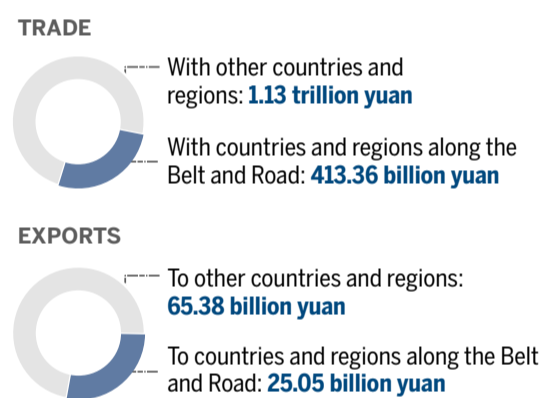 TRADE
With other countries and
regions: 1.13 trillion yuan
With countries and regions along the
Belt and Road: 413.36 billion yuan
EXPORTS
To other countries and regions:
65.38 billion yuan
To countries and regions along the Belt
and Road: 25.05 billion yuan